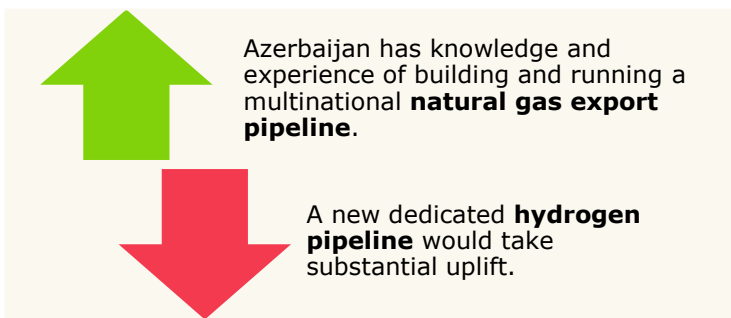 Azerbaijan has knowledge and
experience of building and running a
multinational natural gas export
pipeline.
A new dedicated hydrogen
pipeline would take
substantial uplift.